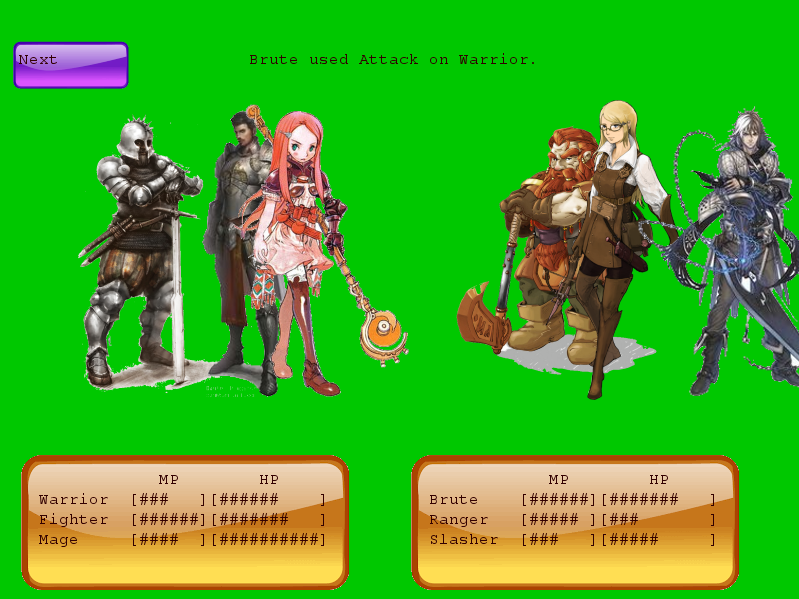 Next
Brute used Attack on Warrior.
MP HP
Warrior [###   ][######    ]
Fighter [######][#######   ]
Mage [####  ][##########]
MP HP
Brute [######][#######   ]
Ranger [##### ][###       ]
Slasher [###   ][#####     ]